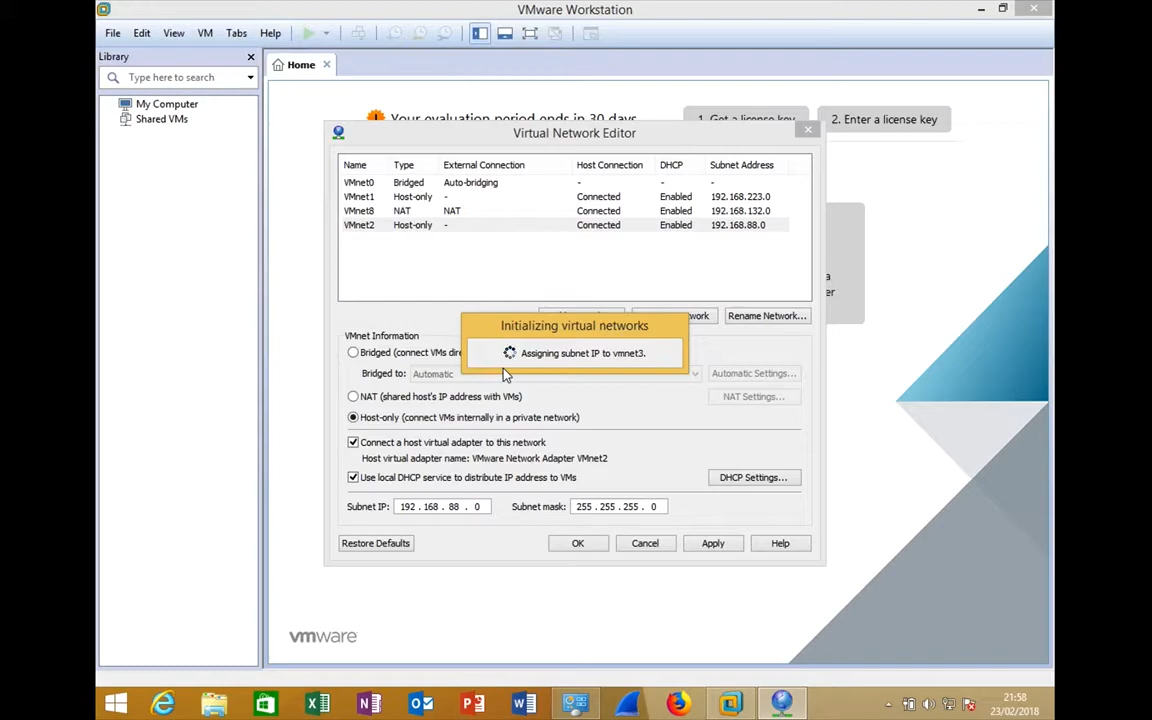 VMware Workstation
File Edit View VM Tabs Help
Library
Type here to search
My Computer
Shared VMs
Home
Your evaluation period ends in 30 days.
1. Get a license key
2. Enter a license key
Virtual Network Editor
Name Type External Connection Host Connection DHCP Subnet Address
VMnet0 Bridged Auto-bridging - - -
VMnet1 Host-only - Connected Enabled 192.168.223.0
VMnet8 NAT NAT Connected Enabled 192.168.132.0
VMnet2 Host-only - Connected Enabled 192.168.88.0
a
er
work Rename Network...
Initializing virtual networks
Assigning subnet IP to vmnet3.
VMnet Information
Bridged (connect VMs dire
Bridged to: Automatic Automatic Settings...
NAT (shared host's IP address with VMs) NAT Settings...
Host-only (connect VMs internally in a private network)
Connect a host virtual adapter to this network
Host virtual adapter name: VMware Network Adapter VMnet2
Use local DHCP service to distribute IP address to VMs DHCP Settings...
Subnet IP: 192 . 168 . 88 . 0 Subnet mask: 255 . 255 . 255 . 0
Restore Defaults OK Cancel Apply Help
vmware
21:58
23/02/2018